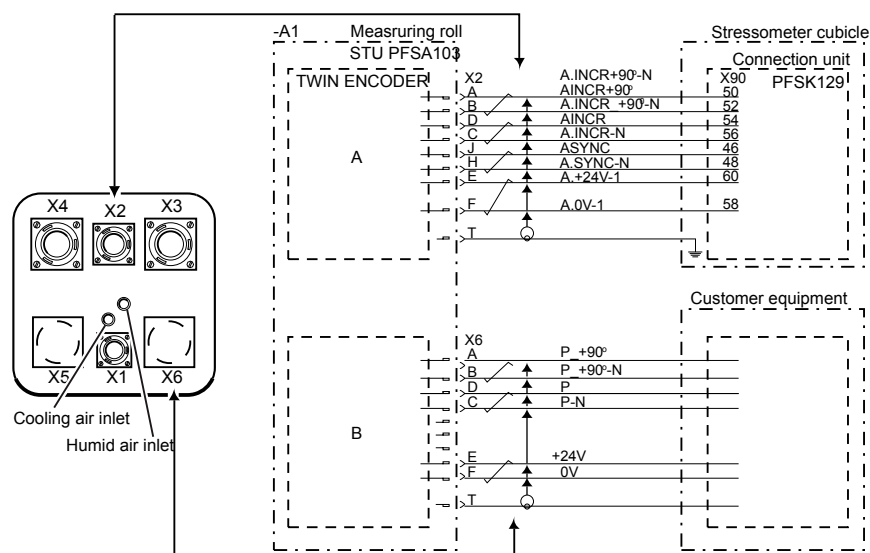 -A1 Measruring roll
STU PFSA103
TWIN ENCODER
A
B
X2
A A.INCR+90°-N
B AINCR+90°
D A.INCR_+90°-N
C AINCR
J A.INCR-N
H ASYNC
E A.SYNC-N
A.+24V-1
F A.0V-1
T
Stressometer cubicle
Connection unit
X90 PFSK129
50
52
54
56
46
48
60
58
X4 X2 X3
X5 X1 X6
Cooling air inlet
Humid air inlet
Customer equipment
X6
A P_+90°
B P_+90°-N
D P
C P-N
E +24V
F 0V
T